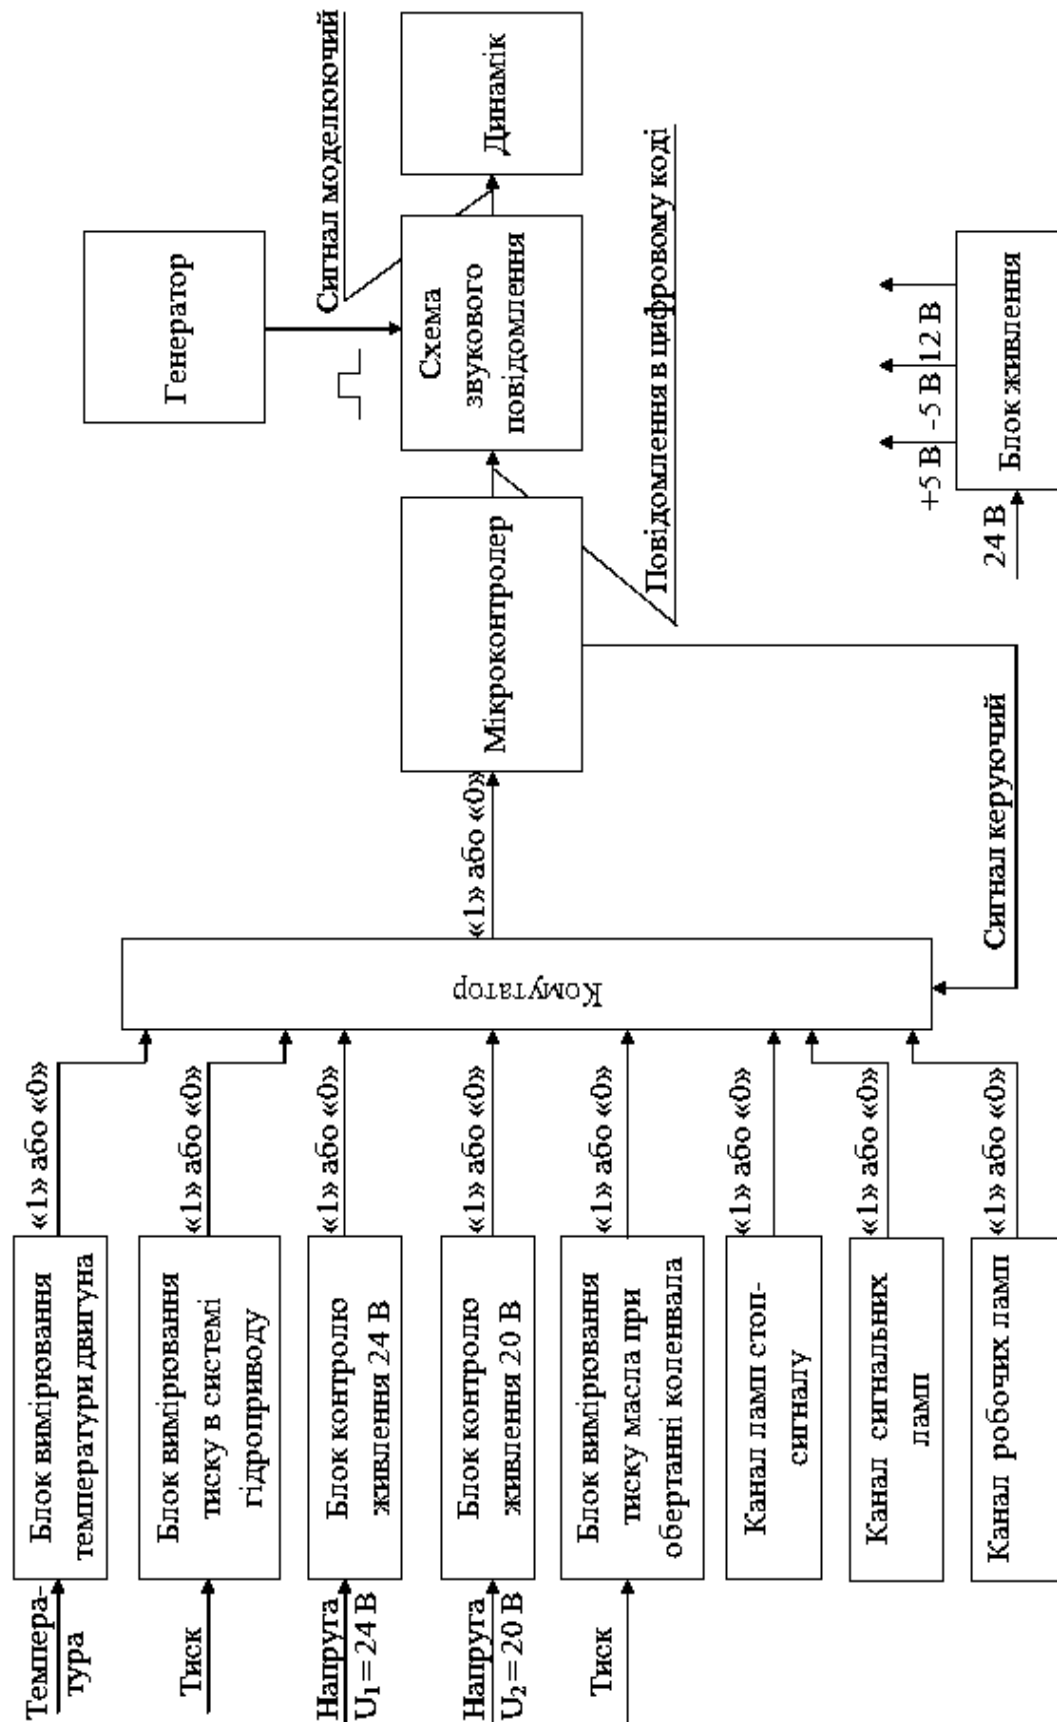 Темпера-
тура
Блок вимірювання
температури двигуна
«1» або «0»
Тиск
Блок вимірювання
тиску в системі
гідроприводу
«1» або «0»
Напруга
U₁ = 24 В
Блок контролю
живлення 24 В
«1» або «0»
Напруга
U₂ = 20 В
Блок контролю
живлення 20 В
«1» або «0»
Тиск
Блок вимірювання
тиску масла при
обертанні коленвала
«1» або «0»
Канал ламп стоп-
сигналу
«1» або «0»
Канал сигнальних
ламп
«1» або «0»
Канал робочих ламп
«1» або «0»
Комутатор
«1» або «0»
Мікроконтролер
Сигнал керуючий
Повідомлення в цифровому коді
Генератор
Схема
звукового
повідомлення
Сигнал моделюючий
Динамік
24 В
Блок живлення
+5 В
-5 В
12 В